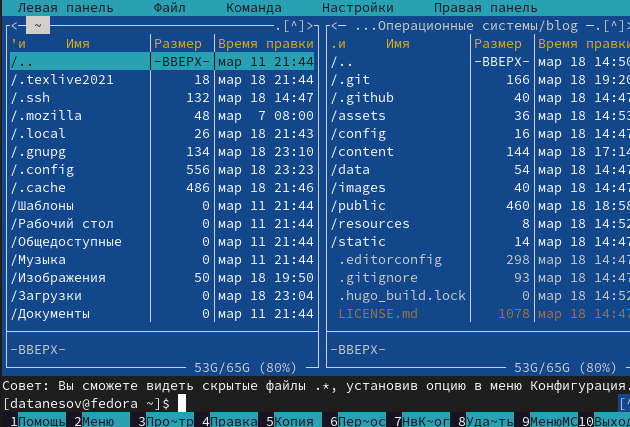 Левая панель Файл Команда Настройки Правая панель
<─ ~ .[^]>
'и Имя Размер Время правки
/.. -ВВЕРХ- мар 11 21:44
/.texlive2021 18 мар 18 21:44
/.ssh 132 мар 18 14:47
/.mozilla 48 мар 7 08:00
/.local 26 мар 18 21:43
/.gnupg 134 мар 18 23:10
/.config 556 мар 18 23:23
/.cache 486 мар 18 21:46
/Шаблоны 0 мар 11 21:44
/Рабочий стол 0 мар 11 21:44
/Общедоступные 0 мар 11 21:44
/Музыка 0 мар 11 21:44
/Изображения 50 мар 18 19:50
/Загрузки 0 мар 18 23:04
/Документы 0 мар 11 21:44
-ВВЕРХ-
53G/65G (80%)
<─ ...Операционные системы/blog ─.[^]>
.и Имя Размер Время правки
/.. -ВВЕРХ- мар 18 14:50
/.git 166 мар 18 19:20
/.github 40 мар 18 14:47
/assets 36 мар 18 14:53
/config 16 мар 18 14:47
/content 144 мар 18 17:14
/data 54 мар 18 14:47
/images 40 мар 18 14:47
/public 460 мар 18 18:58
/resources 8 мар 18 14:52
/static 14 мар 18 14:47
.editorconfig 298 мар 18 14:47
.gitignore 93 мар 18 14:47
.hugo_build.lock 0 мар 18 14:52
LICENSE.md 1078 мар 18 14:47
-ВВЕРХ-
53G/65G (80%)
Совет: Вы сможете видеть скрытые файлы .*, установив опцию в меню Конфигурация.
[datanesov@fedora ~]$ [^
1Помощь 2Меню 3Про~тр 4Правка 5Копия 6Пер~ос 7НвК~ог 8Уда~ть 9МенюMC 10Выход